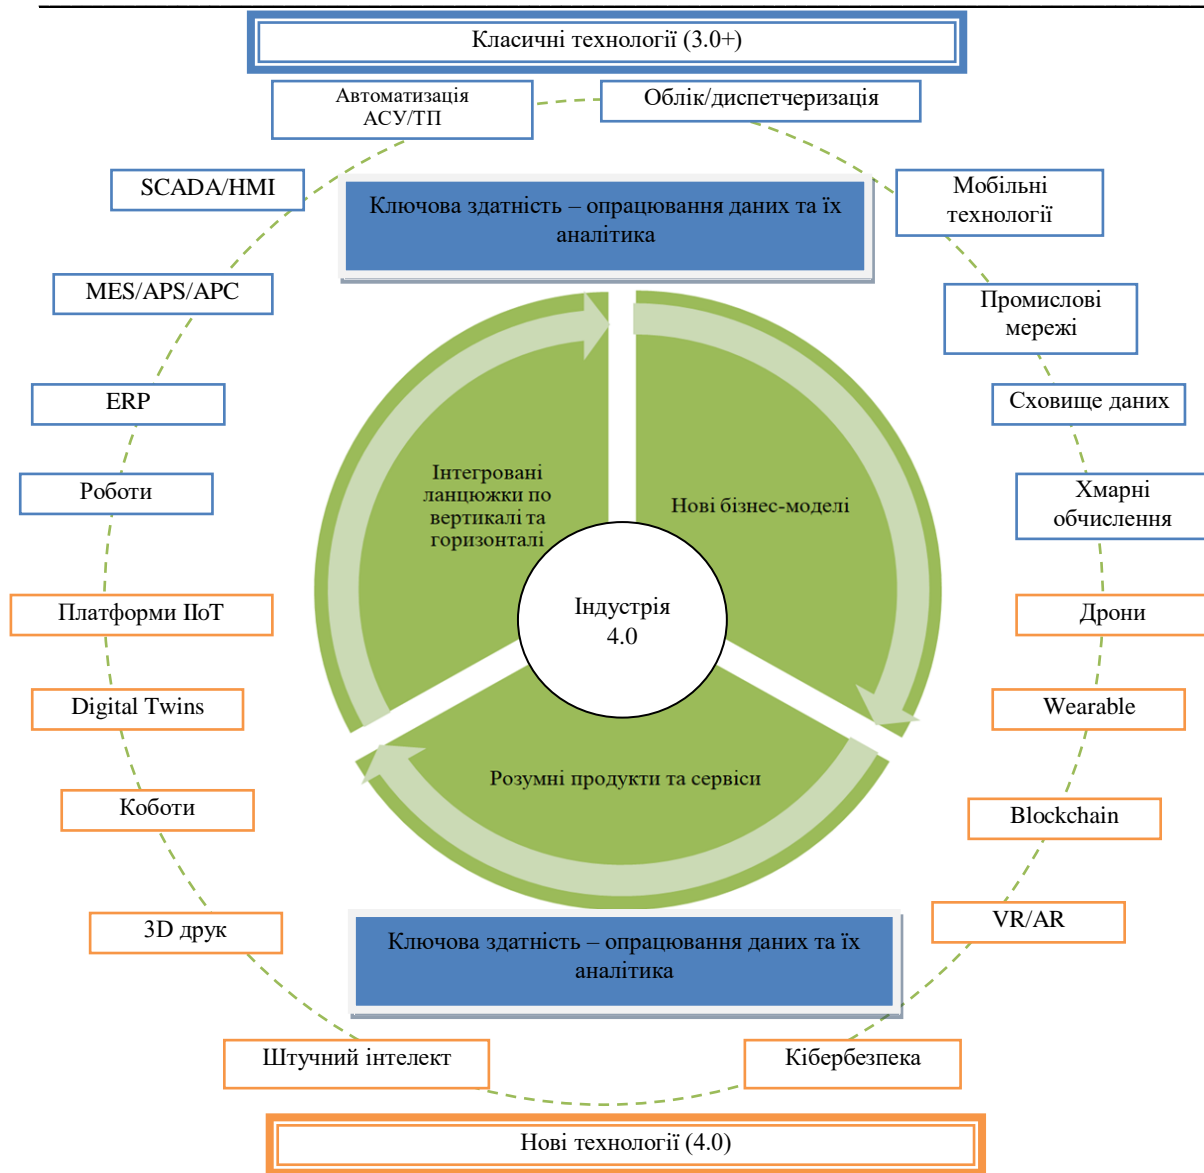 Класичні технології (3.0+)
Автоматизація
АСУ/ТП
Облік/диспетчеризація
SCADA/HMI
Ключова здатність – опрацювання даних та їх
аналітика
Мобільні
технології
MES/APS/APC
Промислові
мережі
ERP
Сховище даних
Роботи
Інтегровані
ланцюжки по
вертикалі та
горизонталі
Нові бізнес-моделі
Хмарні
обчислення
Платформи IIoT
Індустрія
4.0
Дрони
Digital Twins
Wearable
Розумні продукти та сервіси
Коботи
Blockchain
3D друк
VR/AR
Ключова здатність – опрацювання даних та їх
аналітика
Штучний інтелект
Кібербезпека
Нові технології (4.0)